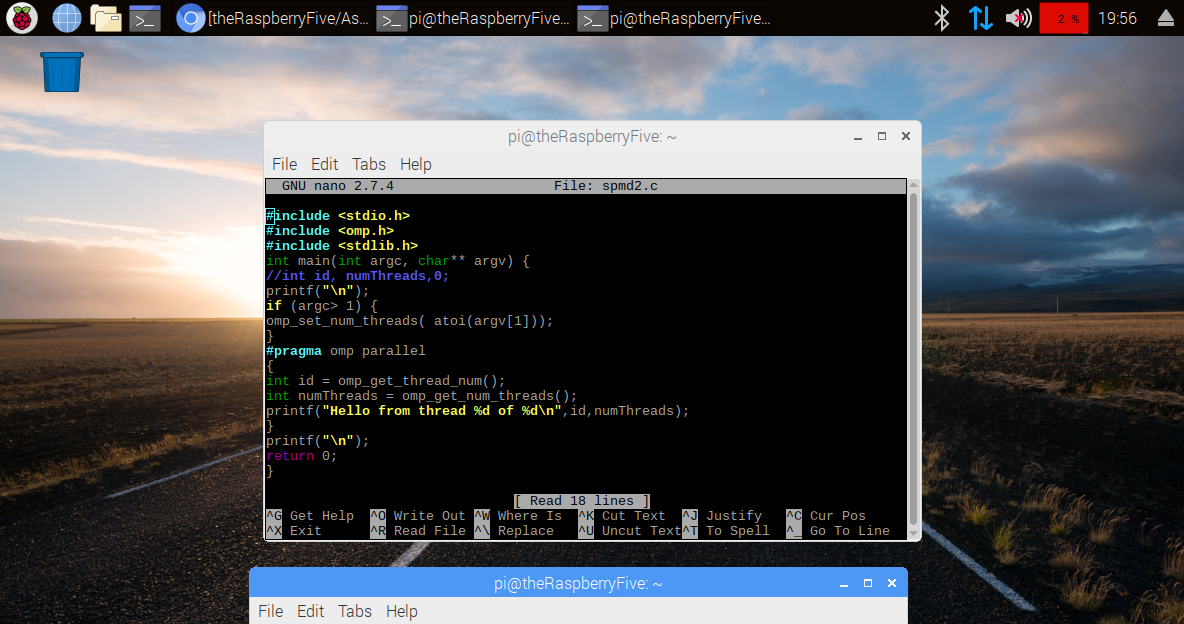 [theRaspberryFive/As... pi@theRaspberryFive... pi@theRaspberryFive... 2 % 19:56
Trash
pi@theRaspberryFive: ~
File Edit Tabs Help
GNU nano 2.7.4 File: spmd2.c
#include <stdio.h>
#include <omp.h>
#include <stdlib.h>
int main(int argc, char** argv) {
//int id, numThreads,0;
printf("\n");
if (argc> 1) {
omp_set_num_threads( atoi(argv[1]));
}
#pragma omp parallel
{
int id = omp_get_thread_num();
int numThreads = omp_get_num_threads();
printf("Hello from thread %d of %d\n",id,numThreads);
}
printf("\n");
return 0;
}
[ Read 18 lines ]
^G Get Help ^O Write Out ^W Where Is ^K Cut Text ^J Justify ^C Cur Pos
^X Exit ^R Read File ^\ Replace ^U Uncut Text ^T To Spell ^_ Go To Line
pi@theRaspberryFive: ~
File Edit Tabs Help